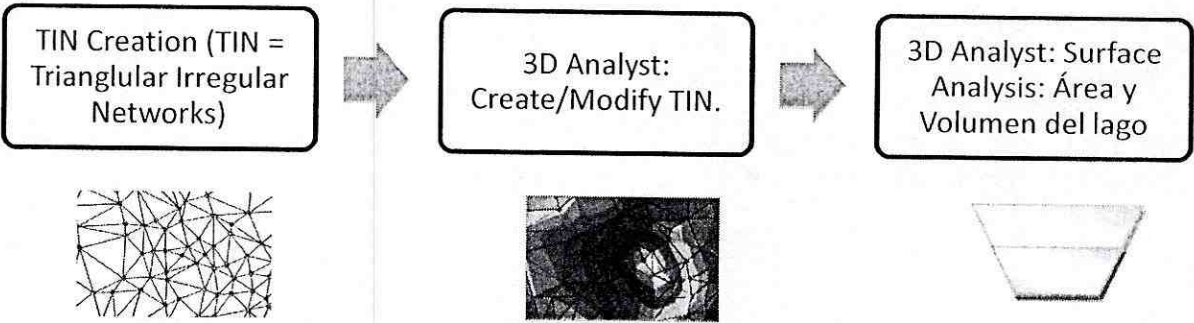 TIN Creation (TIN =
Trianglular Irregular
Networks)
3D Analyst:
Create/Modify TIN.
3D Analyst: Surface
Analysis: Área y
Volumen del lago